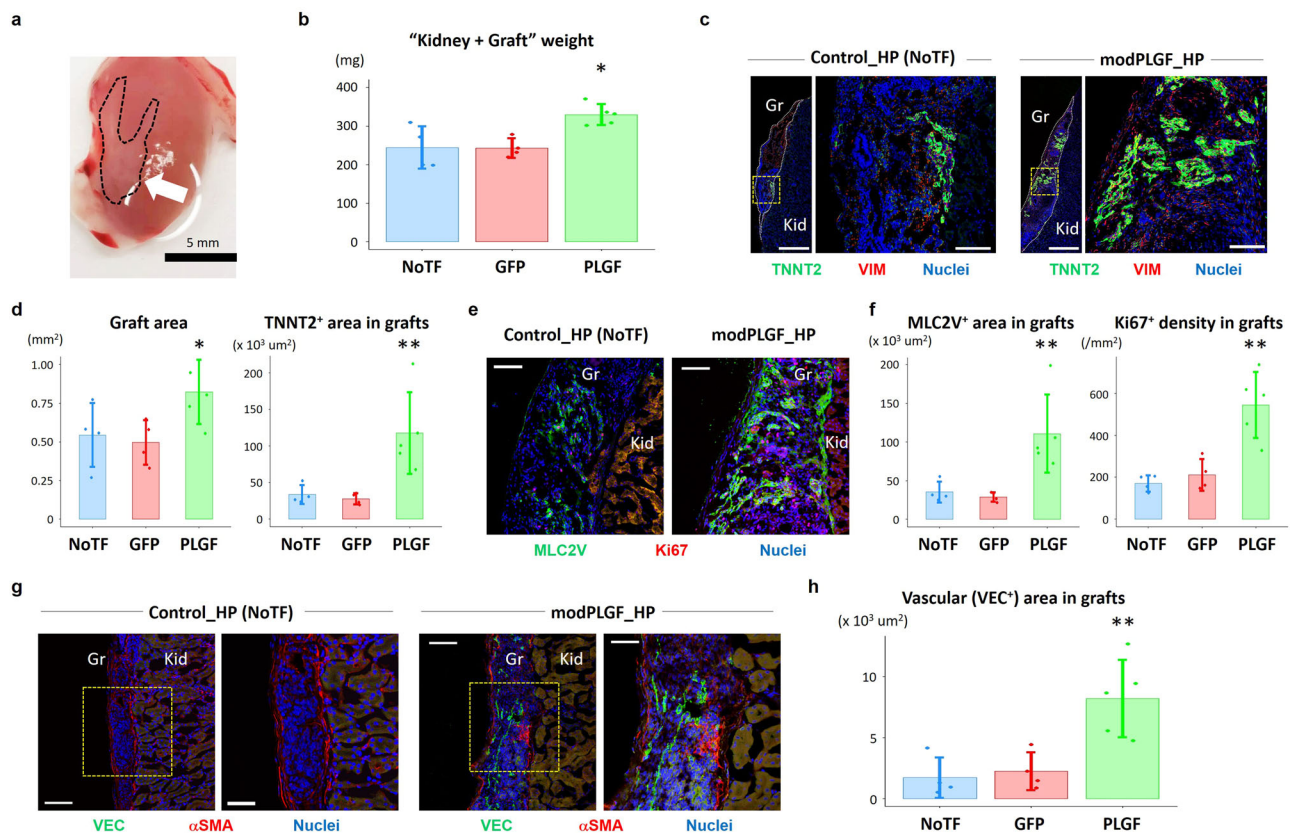 a
5 mm
b
"Kidney + Graft" weight
(mg)
*
400
300
200
100
0
NoTF GFP PLGF
c
Control_HP (NoTF) modPLGF_HP
Gr
Kid
Gr
Kid
TNNT2 VIM Nuclei TNNT2 VIM Nuclei
d
Graft area
(mm²)
*
1.00
0.75
0.50
0.25
0
NoTF GFP PLGF
TNNT2⁺ area in grafts
(x 10³ um²)
**
200
150
100
50
0
NoTF GFP PLGF
e
Control_HP (NoTF) modPLGF_HP
Gr
Kid
Gr
Kid
MLC2V Ki67 Nuclei
f
MLC2V⁺ area in grafts
(x 10³ um²)
**
200
150
100
50
0
NoTF GFP PLGF
Ki67⁺ density in grafts
(/mm²)
**
600
400
200
0
NoTF GFP PLGF
g
Control_HP (NoTF) modPLGF_HP
Gr Kid
Gr Kid
VEC αSMA Nuclei VEC αSMA Nuclei
h
Vascular (VEC⁺) area in grafts
(x 10³ um²)
**
10
5
0
NoTF GFP PLGF